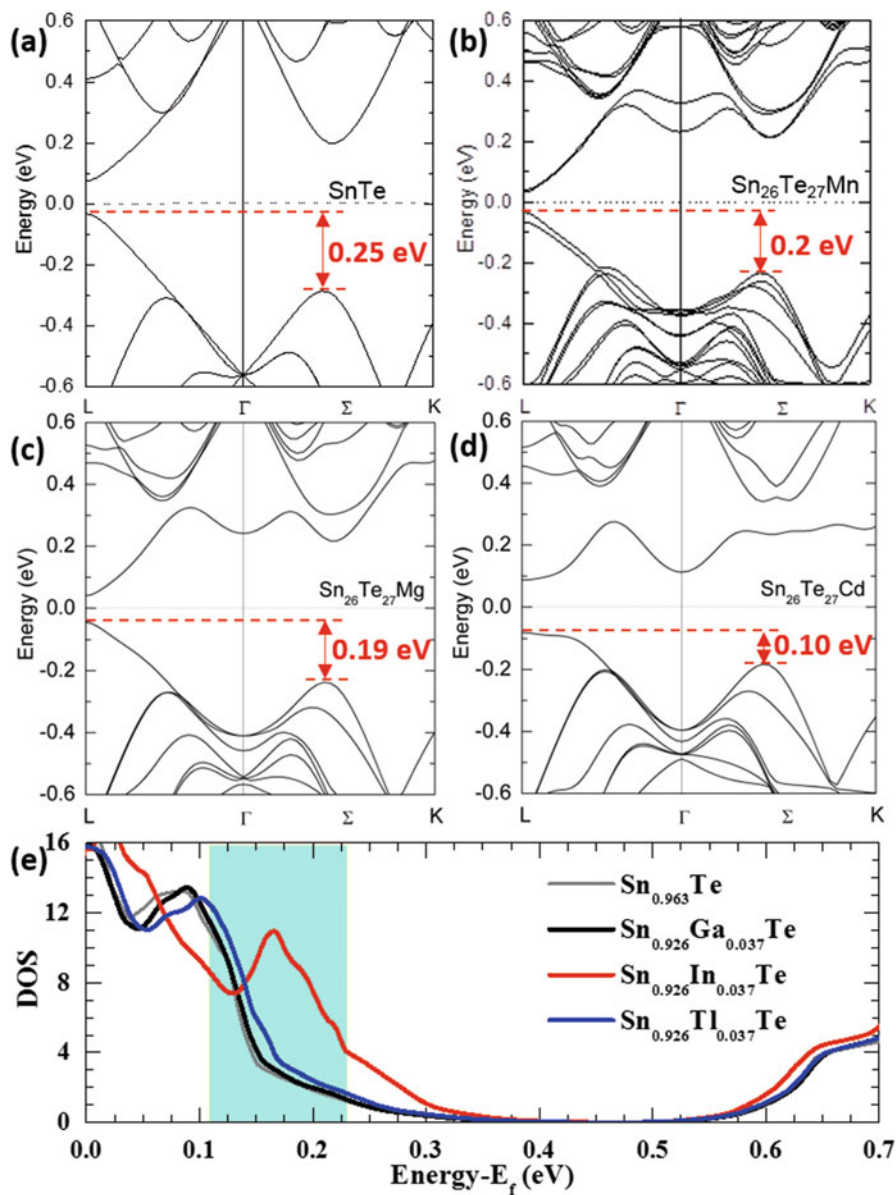 (a)
0.6
0.4
0.2
0.0
-0.2
-0.4
-0.6
Energy (eV)
SnTe
0.25 eV
L
Γ
Σ
K
(b)
0.6
0.4
0.2
0.0
-0.2
-0.4
-0.6
Energy (eV)
Sn₂₆Te₂₇Mn
0.2 eV
L
Γ
Σ
K
(c)
0.6
0.4
0.2
0.0
-0.2
-0.4
-0.6
Energy (eV)
Sn₂₆Te₂₇Mg
0.19 eV
L
Γ
Σ
K
(d)
0.6
0.4
0.2
0.0
-0.2
-0.4
-0.6
Energy (eV)
Sn₂₆Te₂₇Cd
0.10 eV
L
Γ
Σ
K
(e)
16
12
8
4
0
DOS
Sn₀.₉₆₃Te
Sn₀.₉₂₆Ga₀.₀₃₇Te
Sn₀.₉₂₆In₀.₀₃₇Te
Sn₀.₉₂₆Tl₀.₀₃₇Te
0.0 0.1 0.2 0.3 0.4 0.5 0.6 0.7
Energy-E_f (eV)